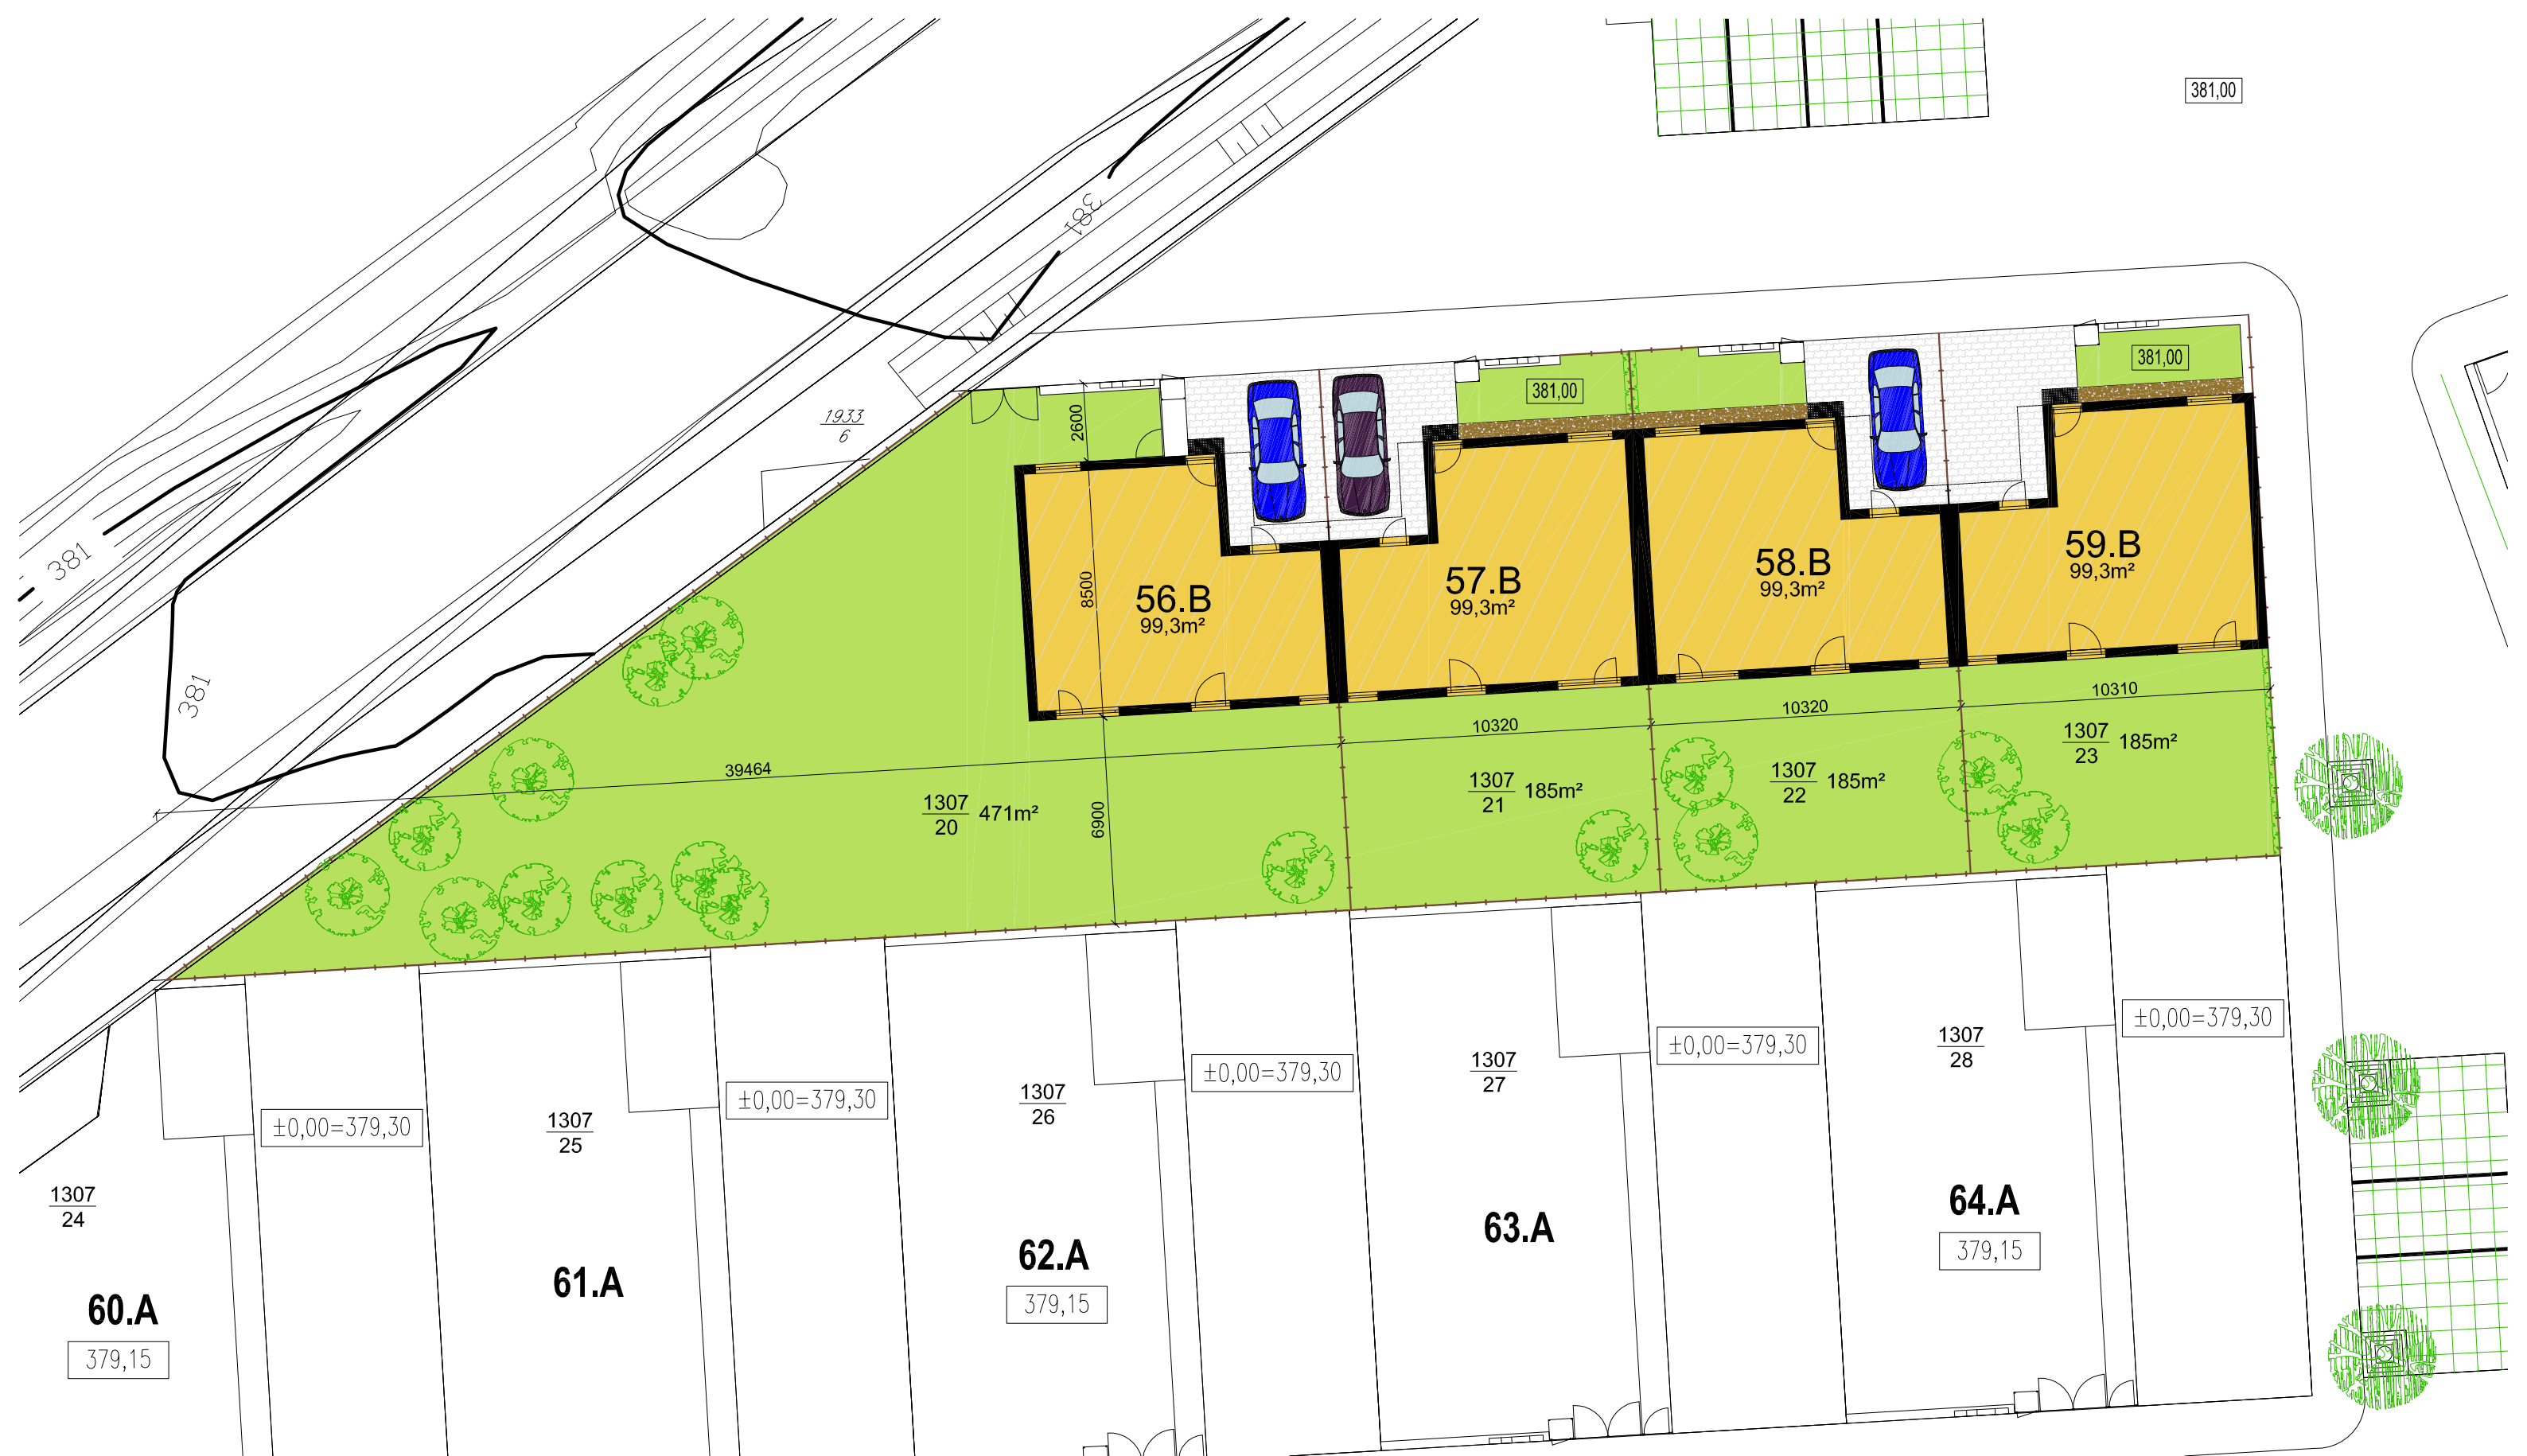 381,00
381
1933
6
2600
381,00
381,00
381
8500
56.B
99,3m²
57.B
99,3m²
58.B
99,3m²
59.B
99,3m²
381
39464
10320
10320
10310
1307
20
471m²
6900
1307
21
185m²
1307
22
185m²
1307
23
185m²
±0,00=379,30
±0,00=379,30
±0,00=379,30
±0,00=379,30
±0,00=379,30
1307
24
1307
25
1307
26
1307
27
1307
28
60.A
379,15
61.A
62.A
379,15
63.A
64.A
379,15